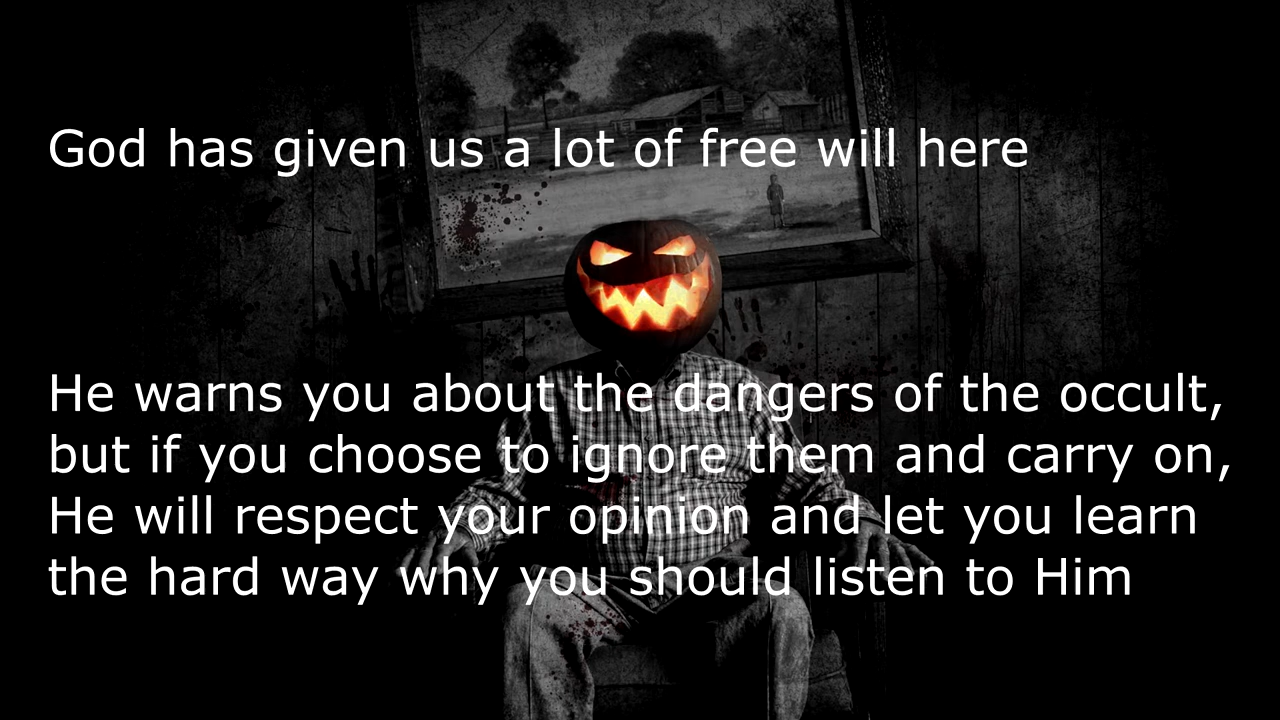 God has given us a lot of free will here
He warns you about the dangers of the occult,
but if you choose to ignore them and carry on,
He will respect your opinion and let you learn
the hard way why you should listen to Him